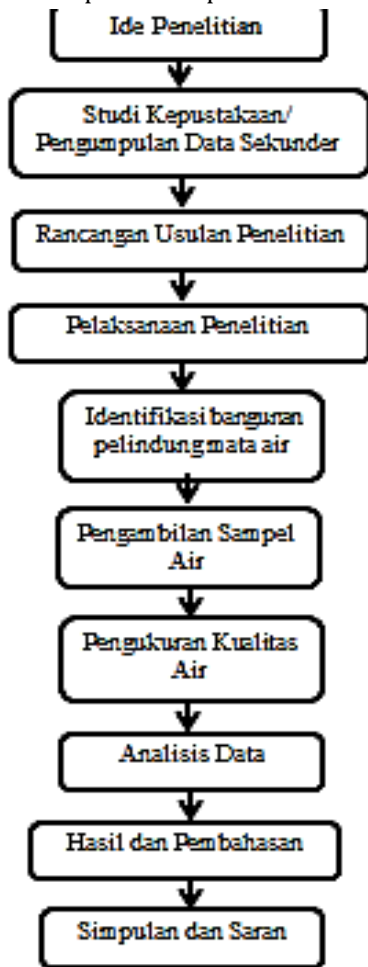 Ide Penelitian
Studi Kepustakaan/
Pengumpulan Data Sekunder
Rancangan Usulan Penelitian
Pelaksanaan Penelitian
Identifikasi bangunan
pelindung mata air
Pengambilan Sampel
Air
Pengukuran Kualitas
Air
Analisis Data
Hasil dan Pembahasan
Simpulan dan Saran